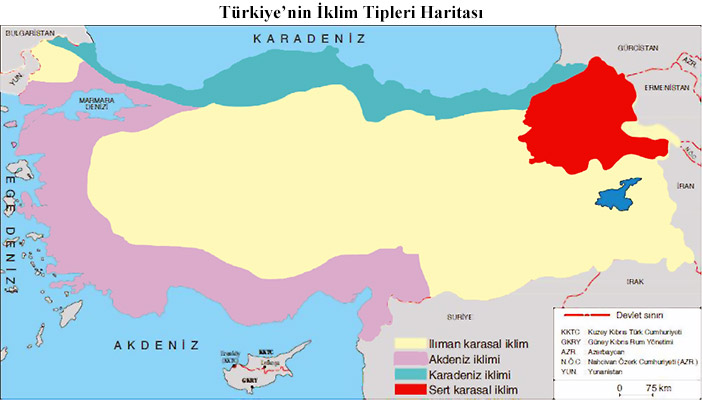 Türkiye'nin İklim Tipleri Haritası
BULGARİSTAN
KARADENİZ
GÜRCİSTAN
YUN.
AZR.
ERMENİSTAN
MARMARA
DENİZİ
N.Ö.C.
İRAN
EGE DENİZİ
IRAK
SURİYE
AKDENİZ
KKTC
Lefkoşa
Erenköy
(KKTC)
GKRY
Ilıman karasal iklim
Akdeniz iklimi
Karadeniz iklimi
Sert karasal iklim
Devlet sınırı
KKTC Kuzey Kıbrıs Türk Cumhuriyeti
GKRY Güney Kıbrıs Rum Yönetimi
AZR. Azerbaycan
N.Ö.C Nahcivan Özerk Cumhuriyeti (AZR.)
YUN Yunanistan
0 75 km